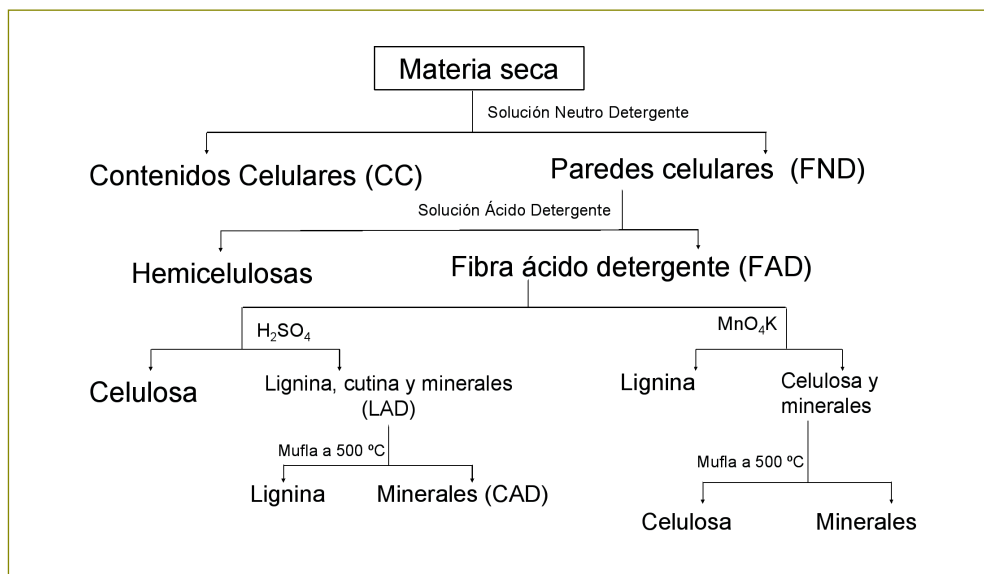 Materia seca
Solución Neutro Detergente
Contenidos Celulares (CC)
Paredes celulares (FND)
Solución Ácido Detergente
Hemicelulosas
Fibra ácido detergente (FAD)
H₂SO₄
MnO₄K
Celulosa
Lignina, cutina y minerales
(LAD)
Lignina
Celulosa y
minerales
Mufla a 500 ºC
Mufla a 500 ºC
Lignina
Minerales (CAD)
Celulosa
Minerales